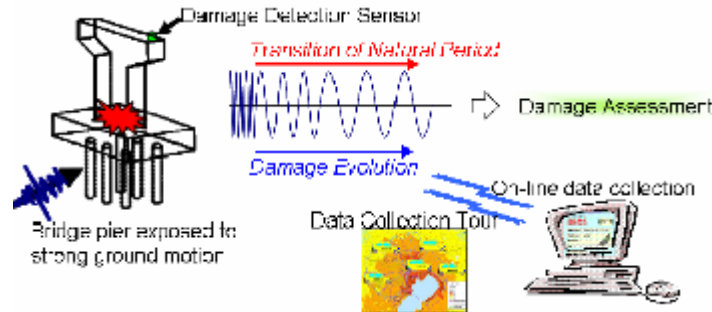 Damage Detection Sensor
Transition of Natural Period
Damage Assessment
Damage Evolution
On-line data collection
Bridge pier exposed to
strong ground motion
Data Collection Tour